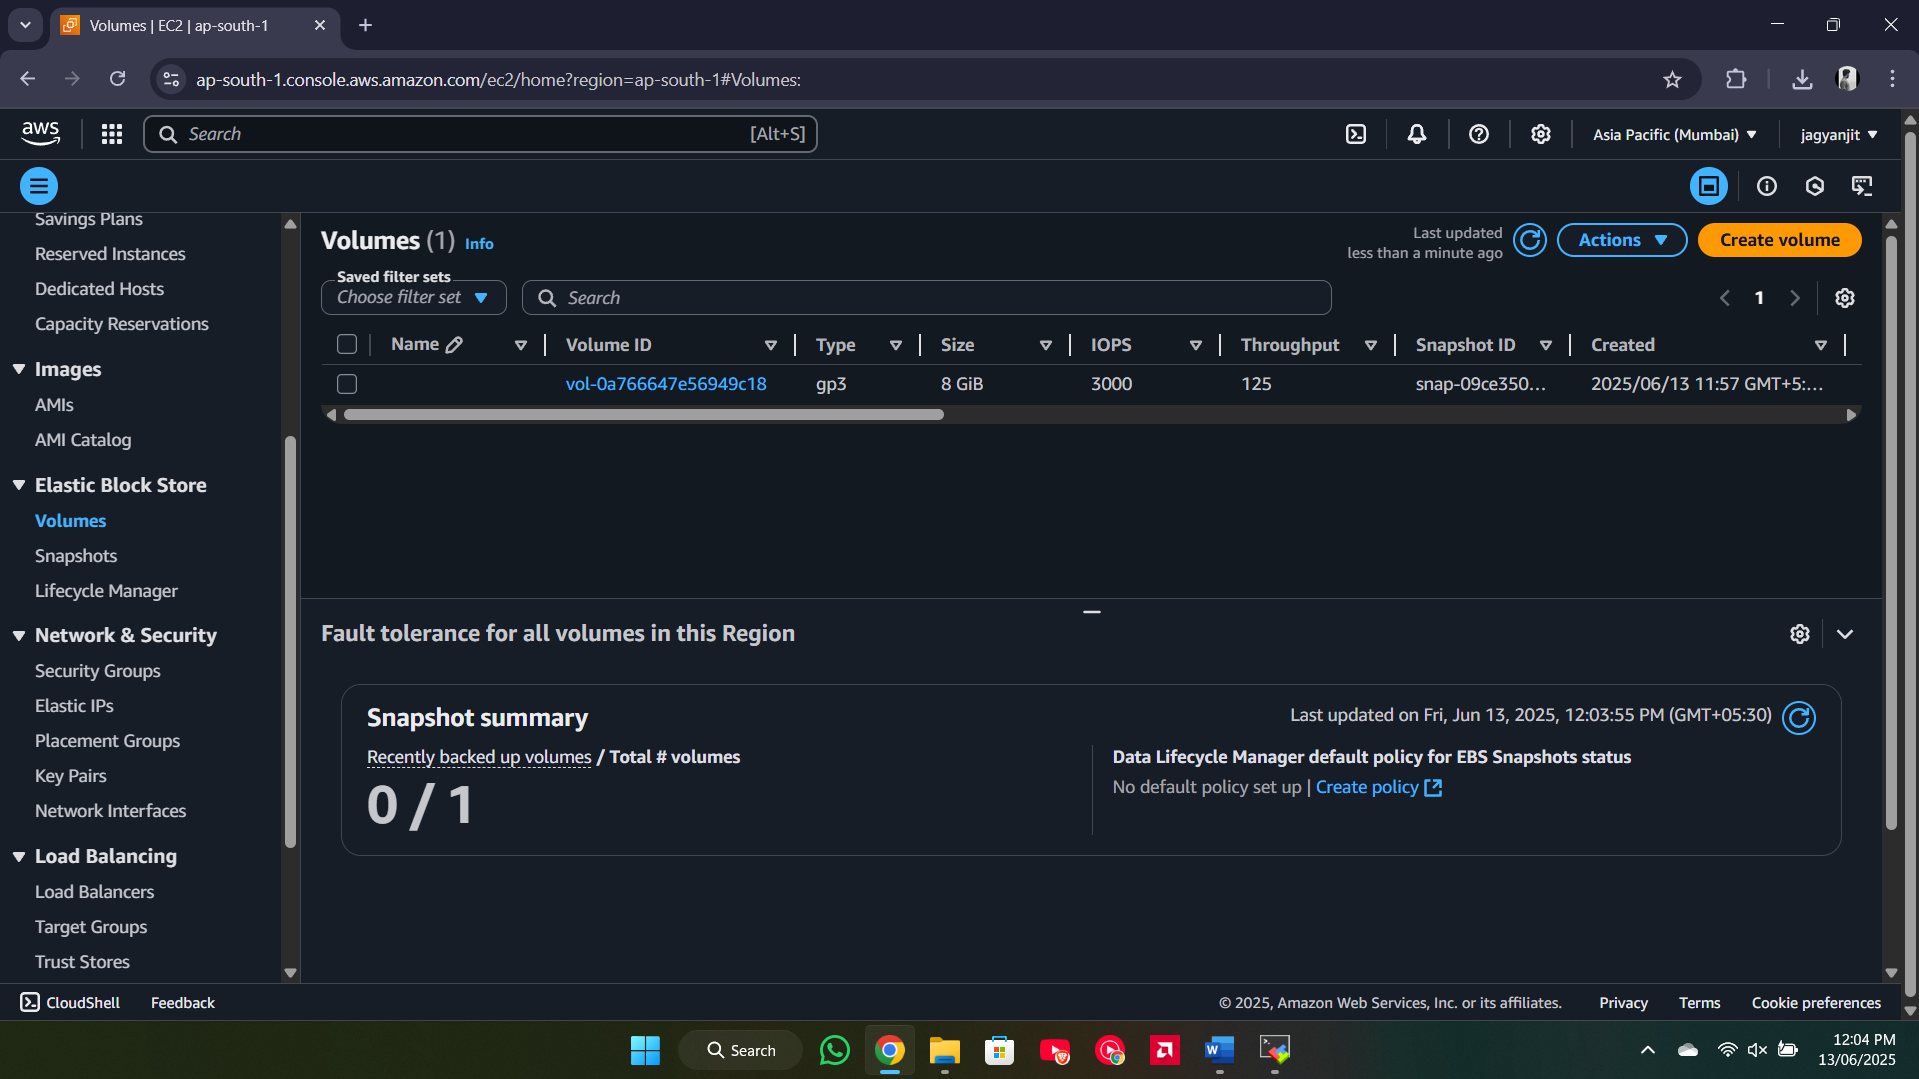 Volumes | EC2 | ap-south-1
ap-south-1.console.aws.amazon.com/ec2/home?region=ap-south-1#Volumes:
aws
Search [Alt+S]
Asia Pacific (Mumbai)
jagyanjit
Savings Plans
Reserved Instances
Dedicated Hosts
Capacity Reservations
Images
AMIs
AMI Catalog
Elastic Block Store
Volumes
Snapshots
Lifecycle Manager
Network & Security
Security Groups
Elastic IPs
Placement Groups
Key Pairs
Network Interfaces
Load Balancing
Load Balancers
Target Groups
Trust Stores
Volumes (1) Info
Last updated
less than a minute ago
Actions
Create volume
Saved filter sets
Choose filter set
Search
1
Name Volume ID Type Size IOPS Throughput Snapshot ID Created
vol-0a766647e56949c18 gp3 8 GiB 3000 125 snap-09ce350... 2025/06/13 11:57 GMT+5:...
Fault tolerance for all volumes in this Region
Snapshot summary
Last updated on Fri, Jun 13, 2025, 12:03:55 PM (GMT+05:30)
Recently backed up volumes / Total # volumes
0 / 1
Data Lifecycle Manager default policy for EBS Snapshots status
No default policy set up | Create policy
CloudShell Feedback
© 2025, Amazon Web Services, Inc. or its affiliates. Privacy Terms Cookie preferences
Search
12:04 PM
13/06/2025